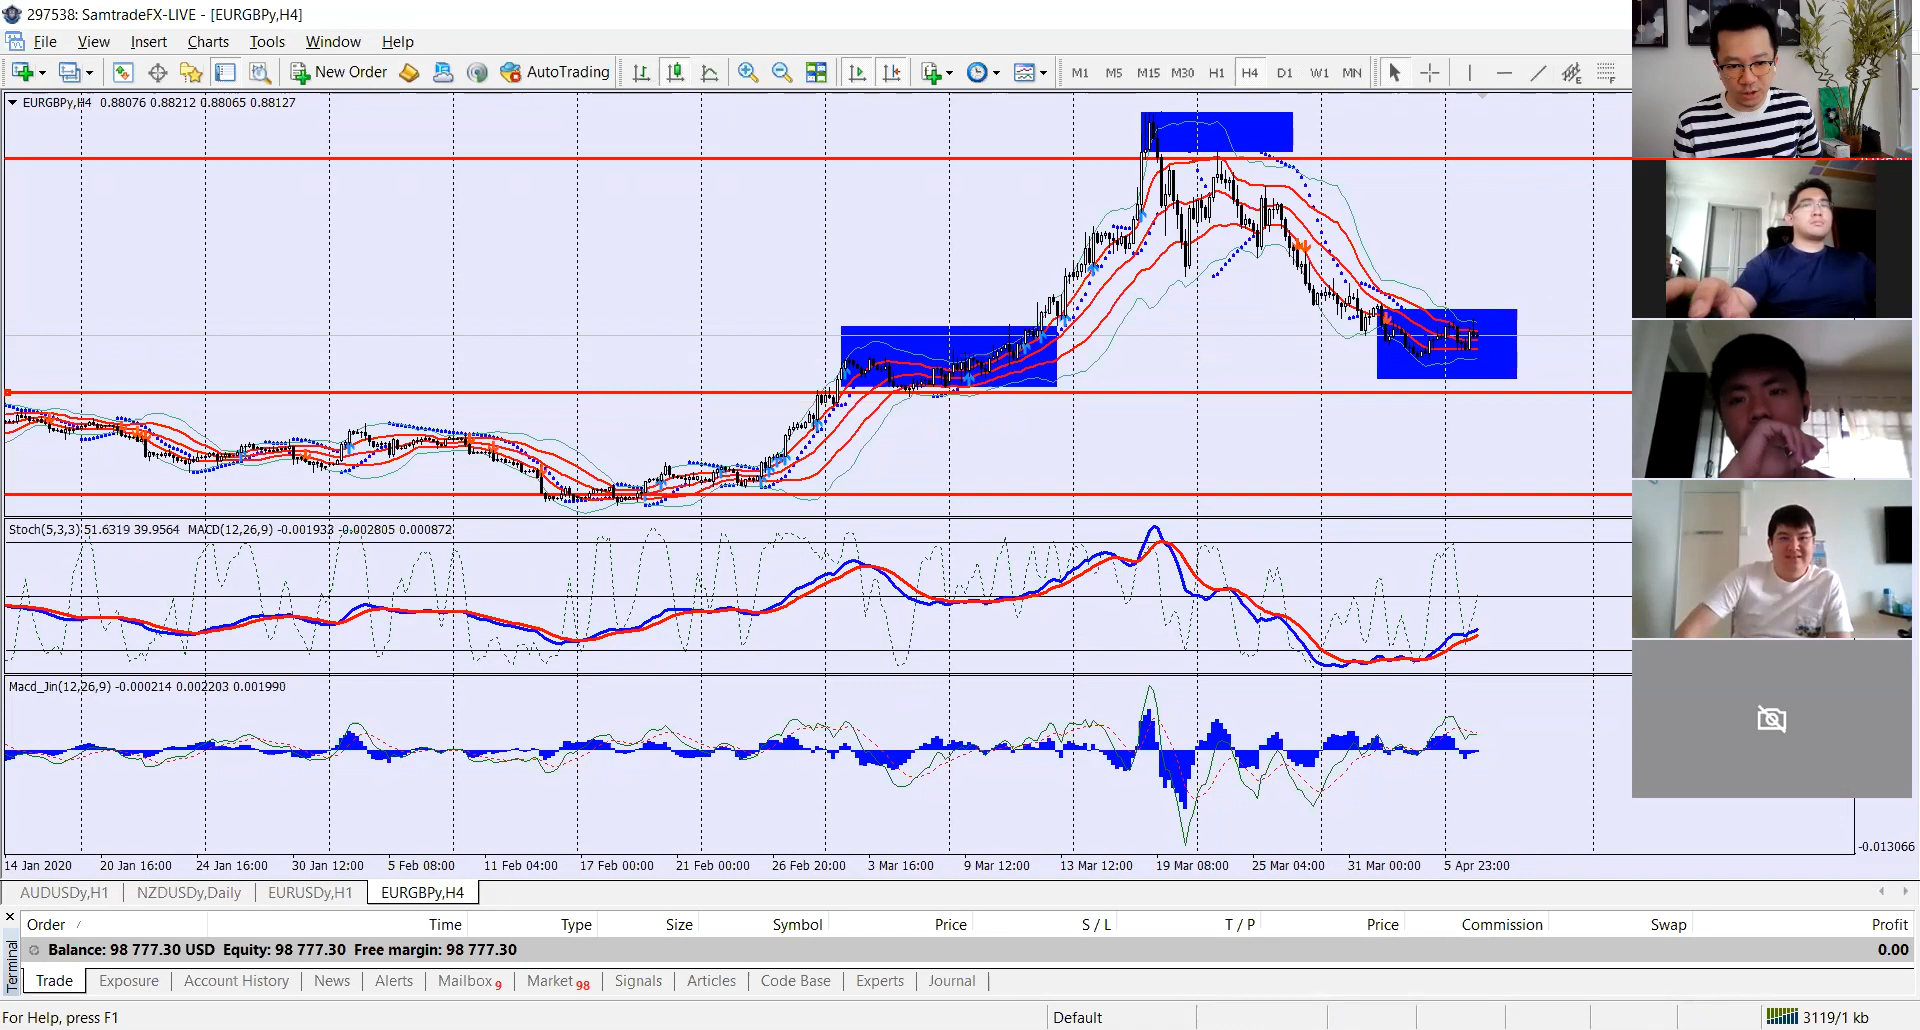 297538: SamtradeFX-LIVE - [EURGBPy,H4]
File View Insert Charts Tools Window Help
New Order AutoTrading M1 M5 M15 M30 H1 H4 D1 W1 MN
EURGBPy,H4 0.88076 0.88212 0.88065 0.88127
Stoch(5,3,3) 51.6319 39.9564 MACD(12,26,9) -0.001933 -0.002805 0.000872
Macd_Jin(12,26,9) -0.000214 0.002203 0.001990
-0.013066
14 Jan 2020 20 Jan 16:00 24 Jan 16:00 30 Jan 12:00 5 Feb 08:00 11 Feb 04:00 17 Feb 00:00 21 Feb 00:00 26 Feb 20:00 3 Mar 16:00 9 Mar 12:00 13 Mar 12:00 19 Mar 08:00 25 Mar 04:00 31 Mar 00:00 5 Apr 23:00
AUDUSDy,H1 NZDUSDy,Daily EURUSDy,H1 EURGBPy,H4
Order / Time Type Size Symbol Price S / L T / P Price Commission Swap Profit
Balance: 98 777.30 USD Equity: 98 777.30 Free margin: 98 777.30 0.00
Terminal
Trade Exposure Account History News Alerts Mailbox 9 Market 98 Signals Articles Code Base Experts Journal
For Help, press F1 Default 3119/1 kb